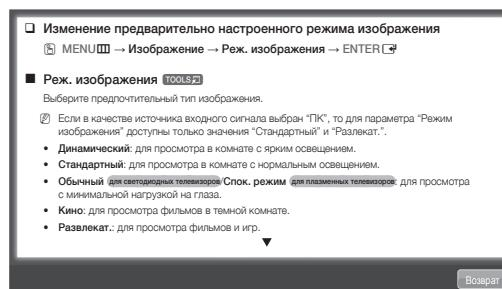 Изменение предварительно настроенного режима изображения
MENU → Изображение → Реж. изображения → ENTER
Реж. изображения TOOLS
Выберите предпочтительный тип изображения.
Если в качестве источника входного сигнала выбран “ПК”, то для параметра “Режим
изображения” доступны только значения “Стандартный” и “Разлекат.”.
• Динамический: для просмотра в комнате с ярким освещением.
• Стандартный: для просмотра в комнате с нормальным освещением.
• Обычный для светодиодных телевизоров/Спок. режим для плазменных телевизоров: для просмотра
с минимальной нагрузкой на глаза.
• Кино: для просмотра фильмов в темной комнате.
• Развлекат.: для просмотра фильмов и игр.
Возврат